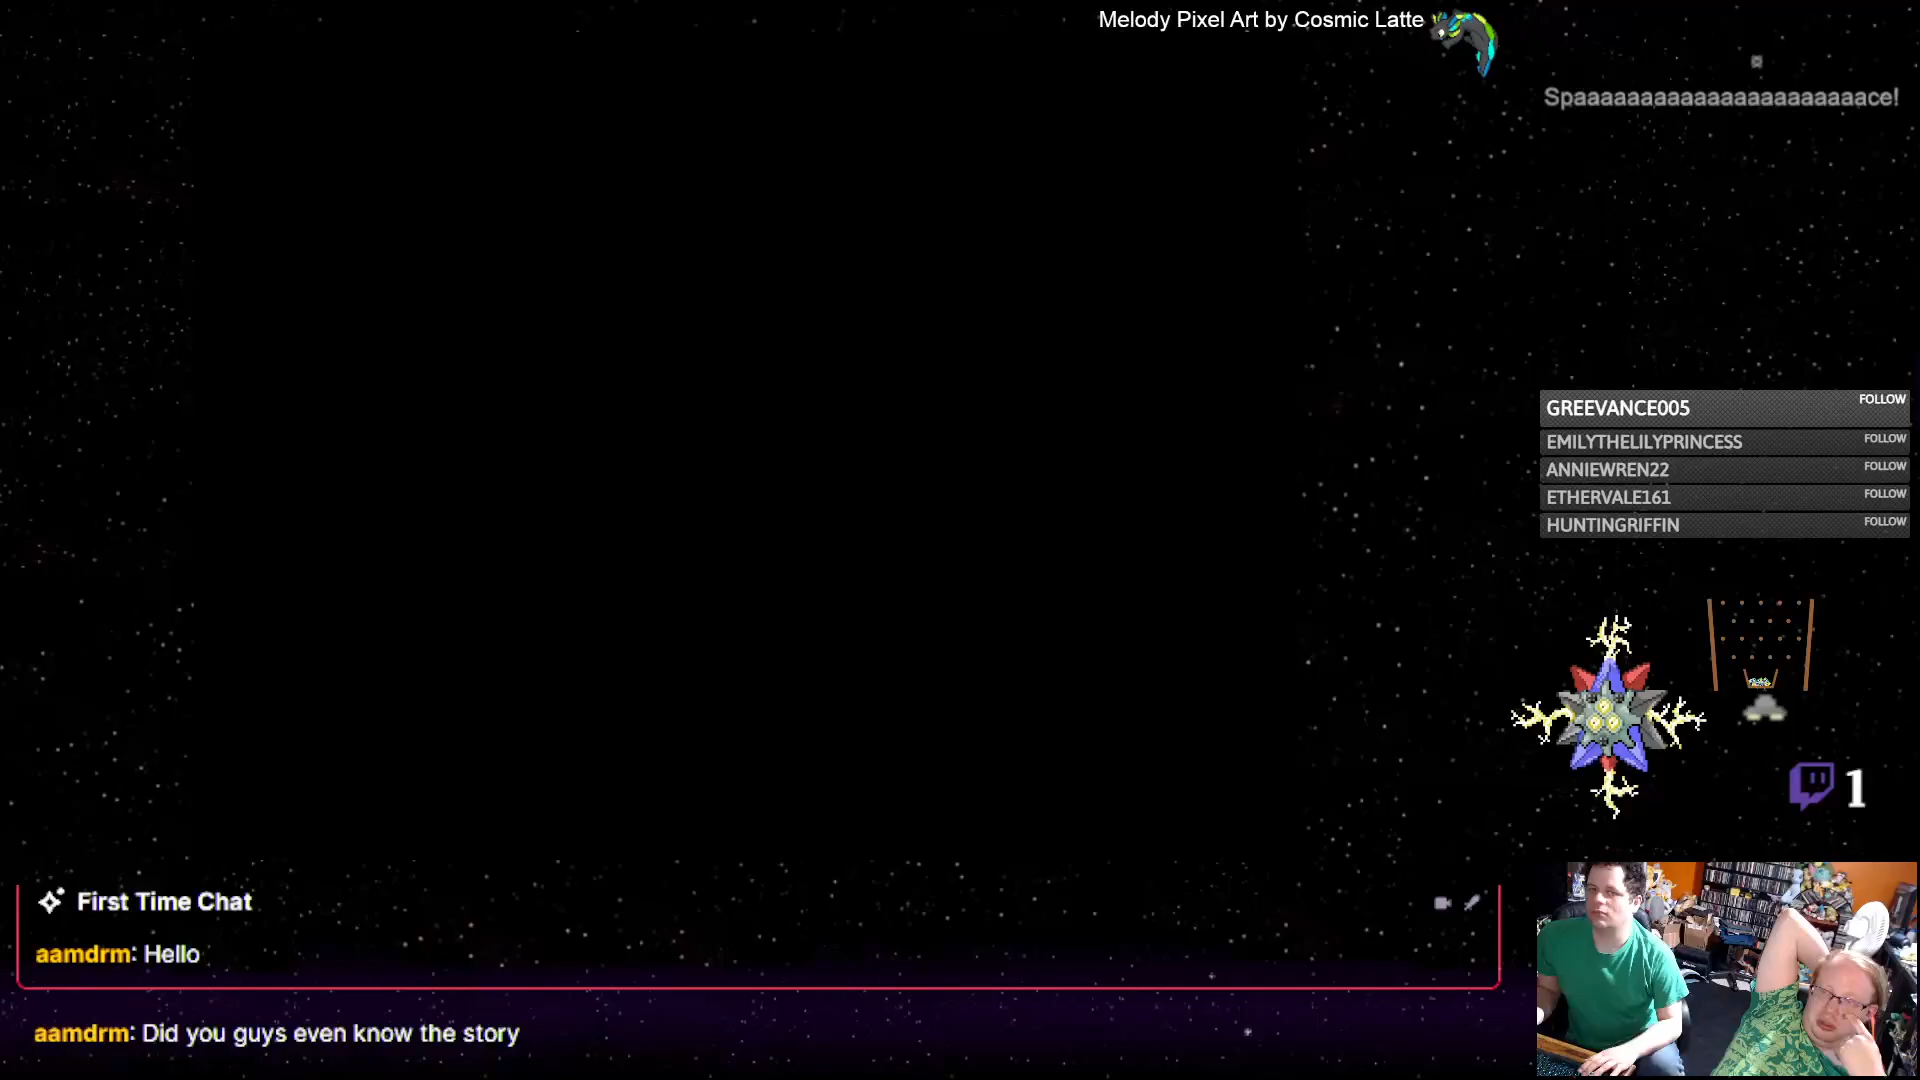 Melody Pixel Art by Cosmic Latte
Spaaaaaaaaaaaaaaaaaaaaaace!
GREEVANCE005 FOLLOW
EMILYTHELILYPRINCESS FOLLOW
ANNIEWREN22 FOLLOW
ETHERVALE161 FOLLOW
HUNTINGRIFFIN FOLLOW
1
First Time Chat
aamdrm: Hello
aamdrm: Did you guys even know the story